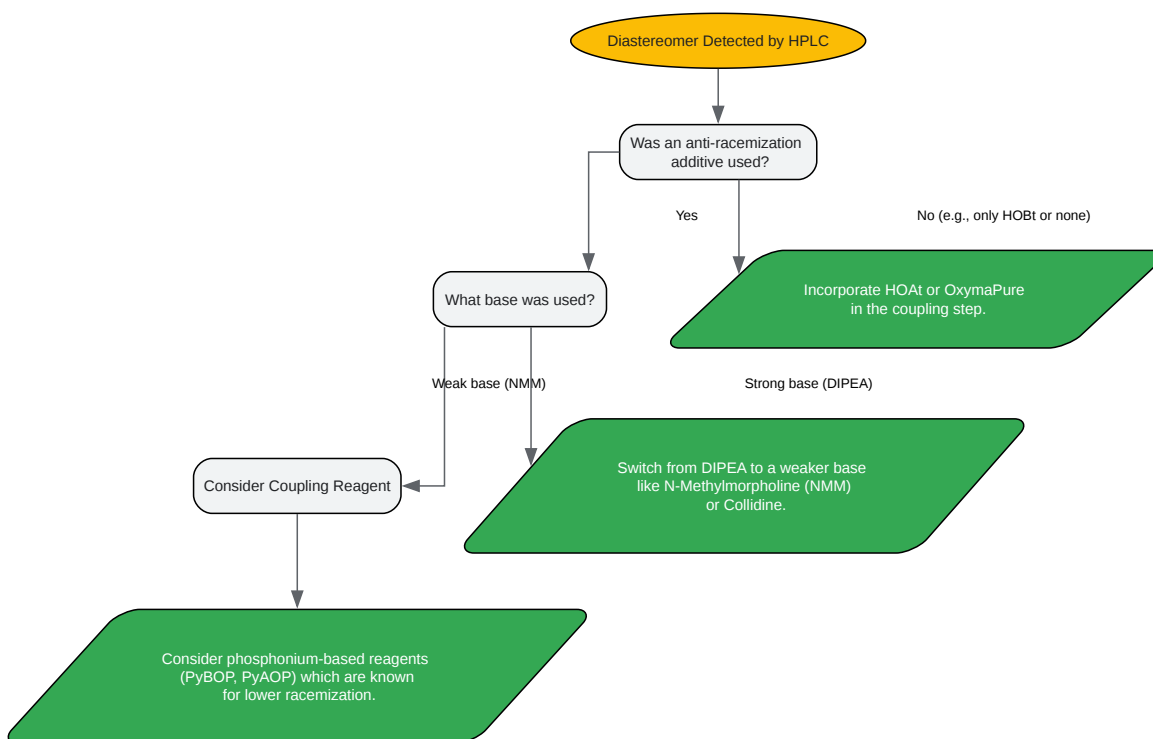 Diastereomer Detected by HPLC
Was an anti-racemization
additive used?
Yes
No (e.g., only HOBt or none)
What base was used?
Incorporate HOAt or OxymaPure
in the coupling step.
Weak base (NMM)
Strong base (DIPEA)
Consider Coupling Reagent
Switch from DIPEA to a weaker base
like N-Methylmorpholine (NMM)
or Collidine.
Consider phosphonium-based reagents
(PyBOP, PyAOP) which are known
for lower racemization.